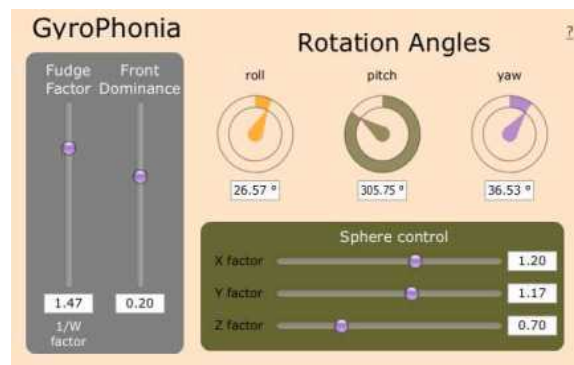 GyroPhonia
Fudge Factor
Front Dominance
1.47
0.20
1/W
factor
Rotation Angles
?
roll
pitch
yaw
26.57 º
305.75 º
36.53 º
Sphere control
X factor
1.20
Y factor
1.17
Z factor
0.70